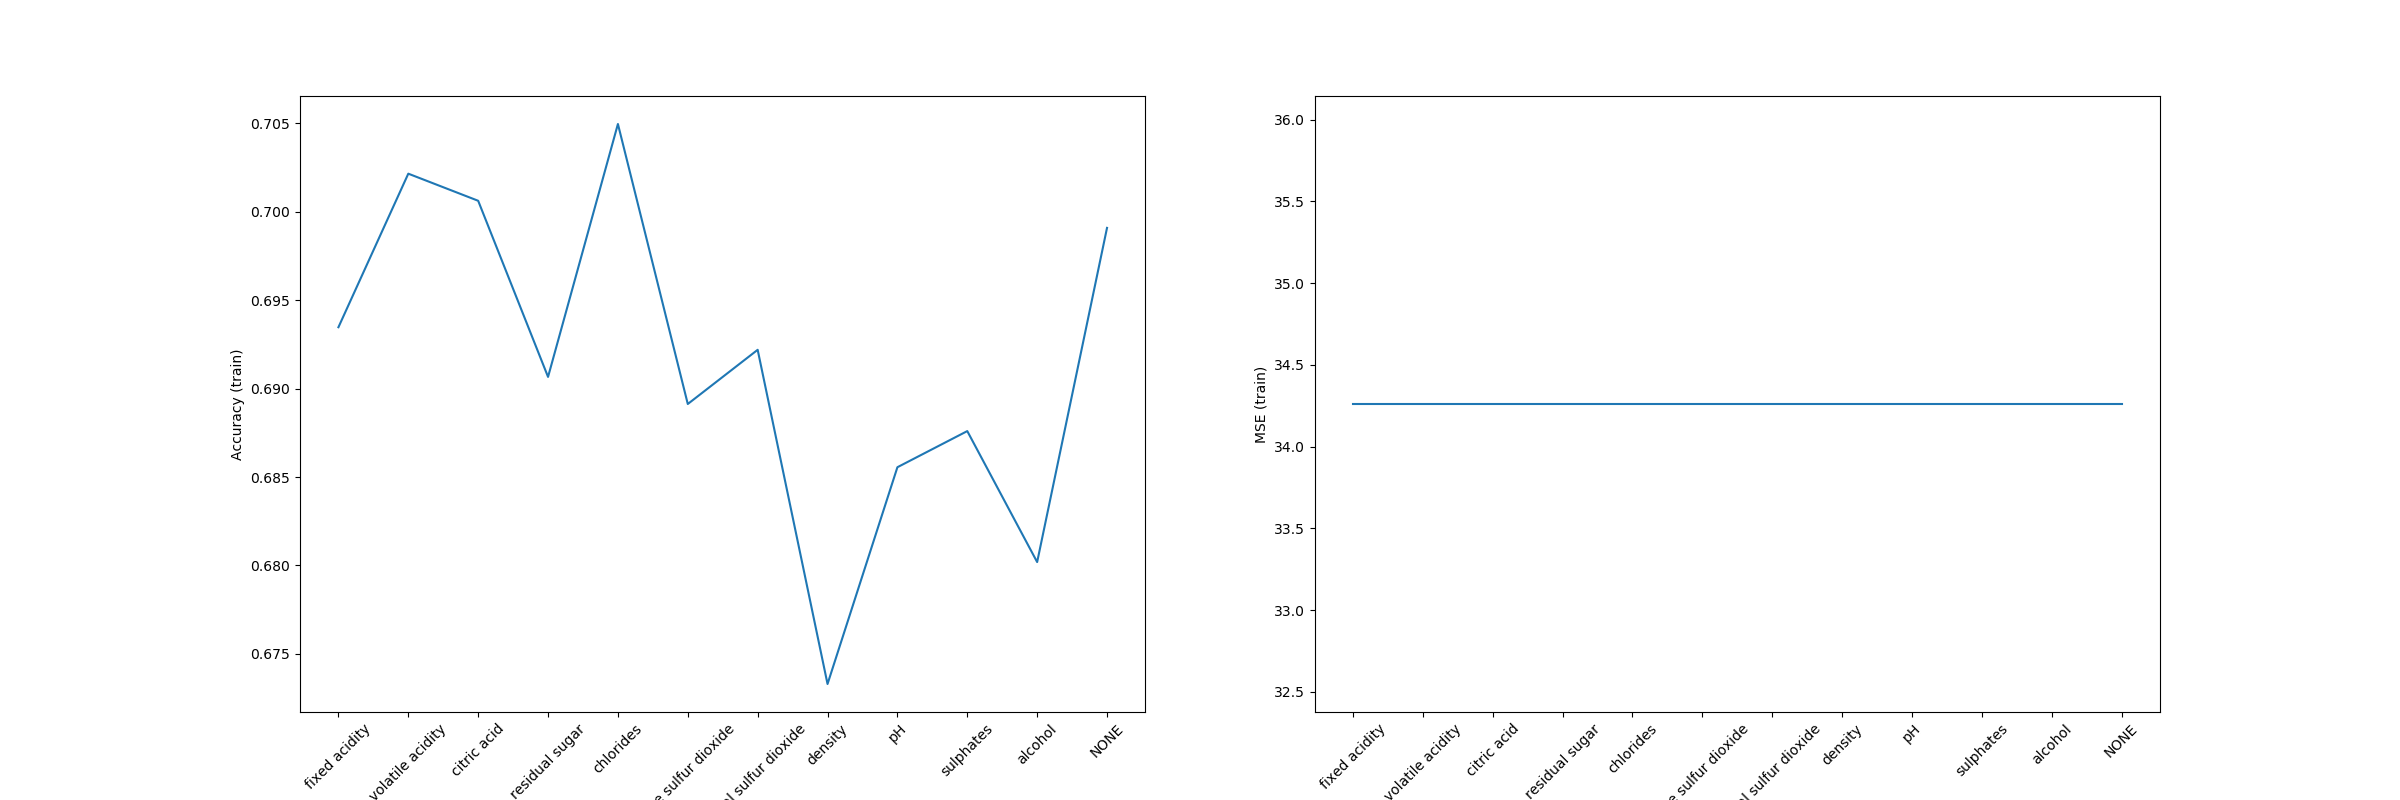 Accuracy (train)
0.705
0.700
0.695
0.690
0.685
0.680
0.675
fixed acidity
volatile acidity
citric acid
residual sugar
chlorides
sulfur dioxide
sulfur dioxide
density
pH
sulphates
alcohol
NONE
MSE (train)
36.0
35.5
35.0
34.5
34.0
33.5
33.0
32.5
fixed acidity
volatile acidity
citric acid
residual sugar
chlorides
sulfur dioxide
sulfur dioxide
density
pH
sulphates
alcohol
NONE